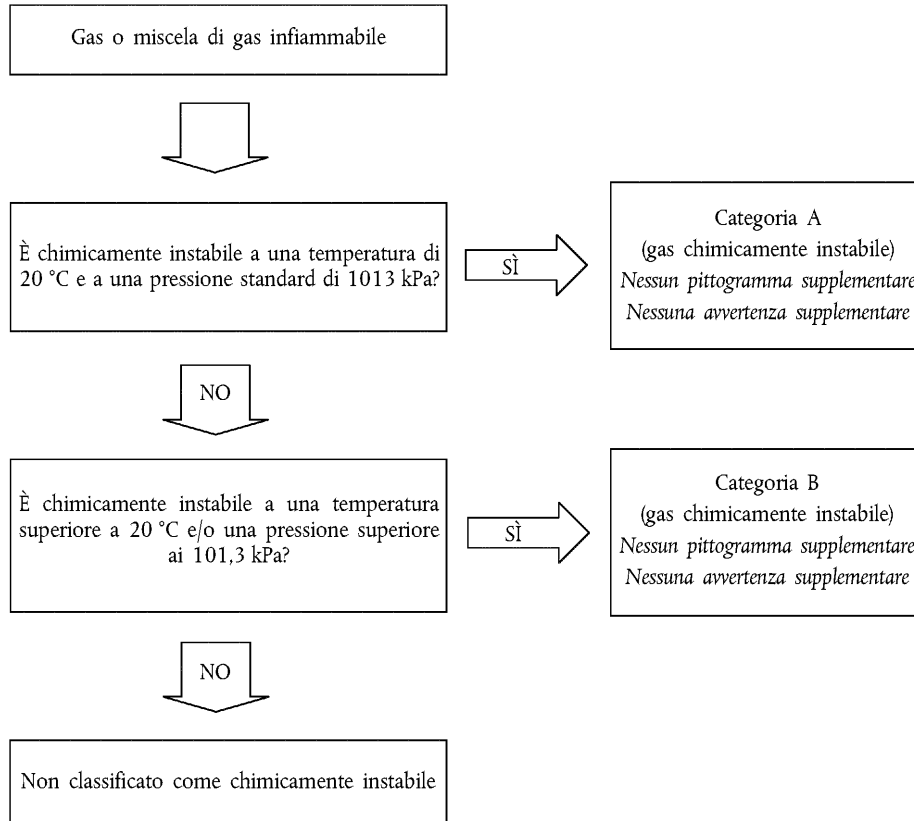 Gas o miscela di gas infiammabile
È chimicamente instabile a una temperatura di
20 °C e a una pressione standard di 1013 kPa?
SÌ
Categoria A
(gas chimicamente instabile)
Nessun pittogramma supplementare
Nessuna avvertenza supplementare
NO
È chimicamente instabile a una temperatura
superiore a 20 °C e/o una pressione superiore
ai 101,3 kPa?
SÌ
Categoria B
(gas chimicamente instabile)
Nessun pittogramma supplementare
Nessuna avvertenza supplementare
NO
Non classificato come chimicamente instabile